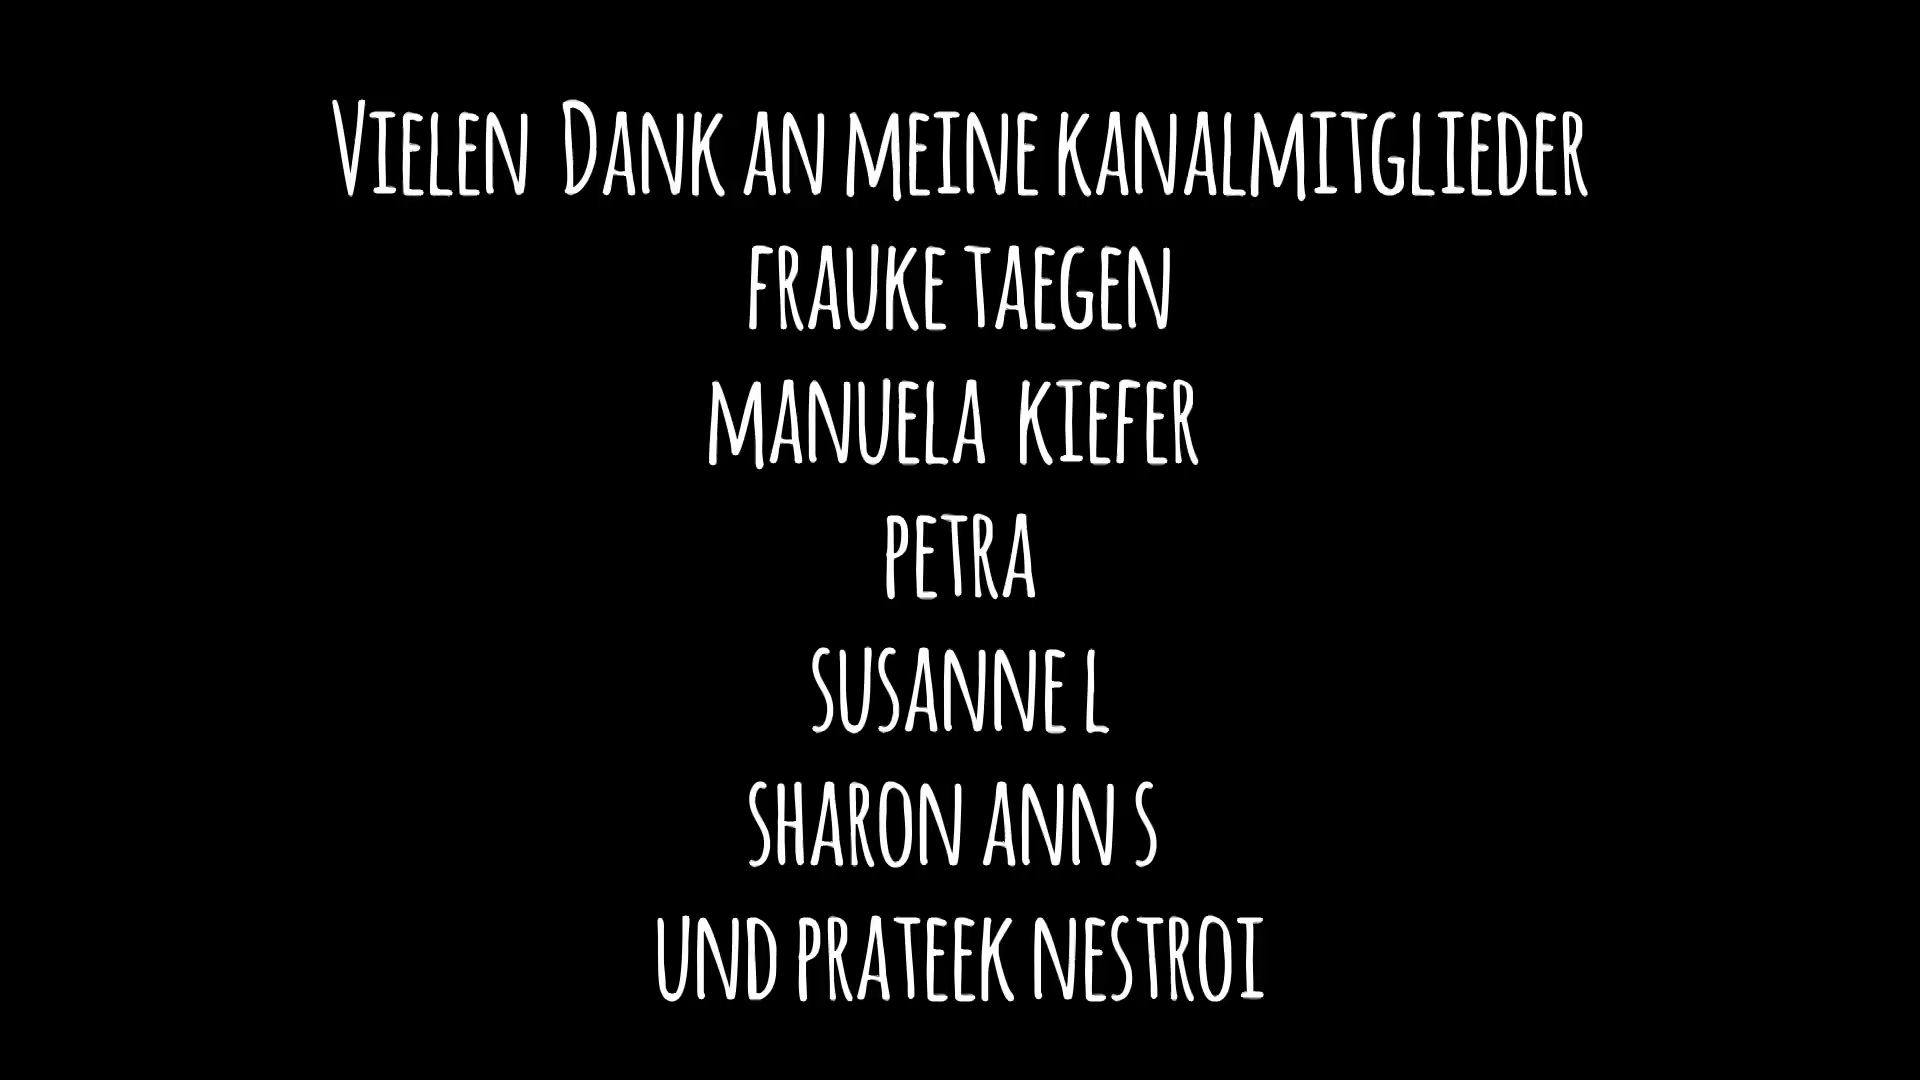 Vielen Dank an meine Kanalmitglieder
Frauke Taegen
Manuela Kiefer
Petra
Susanne L
Sharon Ann S
und Prateek Nestroi